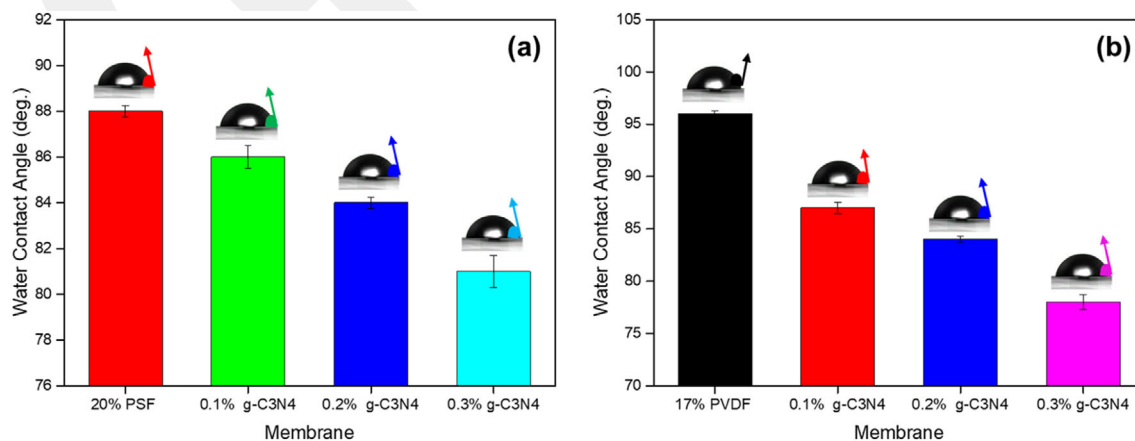 (a)
Water Contact Angle (deg.)
92
90
88
86
84
82
80
78
76
20% PSF 0.1% g-C3N4 0.2% g-C3N4 0.3% g-C3N4
Membrane
(b)
Water Contact Angle (deg.)
105
100
95
90
85
80
75
70
17% PVDF 0.1% g-C3N4 0.2% g-C3N4 0.3% g-C3N4
Membrane